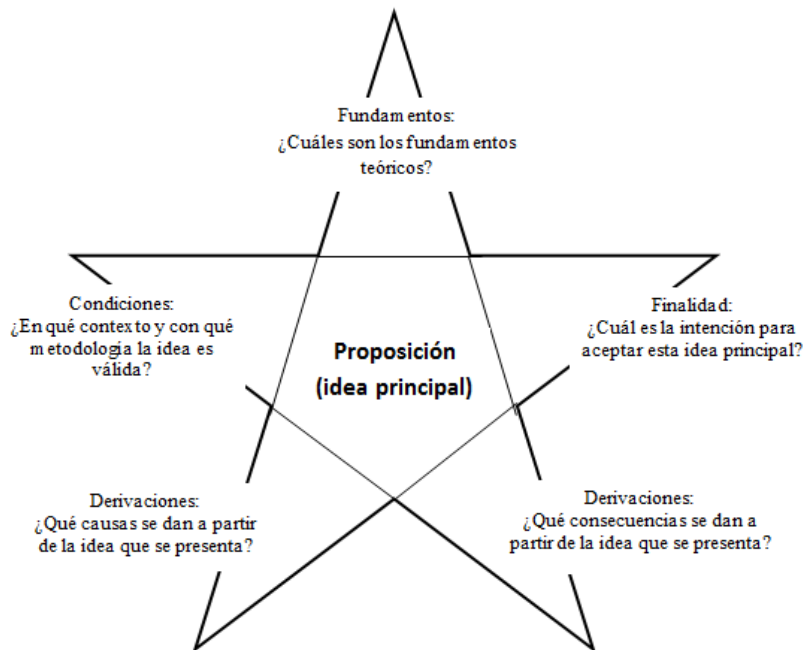 Fundamentos:
¿Cuáles son los fundamentos
teóricos?
Condiciones:
¿En qué contexto y con qué
metodología la idea es
válida?
Finalidad:
¿Cuál es la intención para
aceptar esta idea principal?
Proposición
(idea principal)
Derivaciones:
¿Qué causas se dan a partir
de la idea que se presenta?
Derivaciones:
¿Qué consecuencias se dan a
partir de la idea que se presenta?